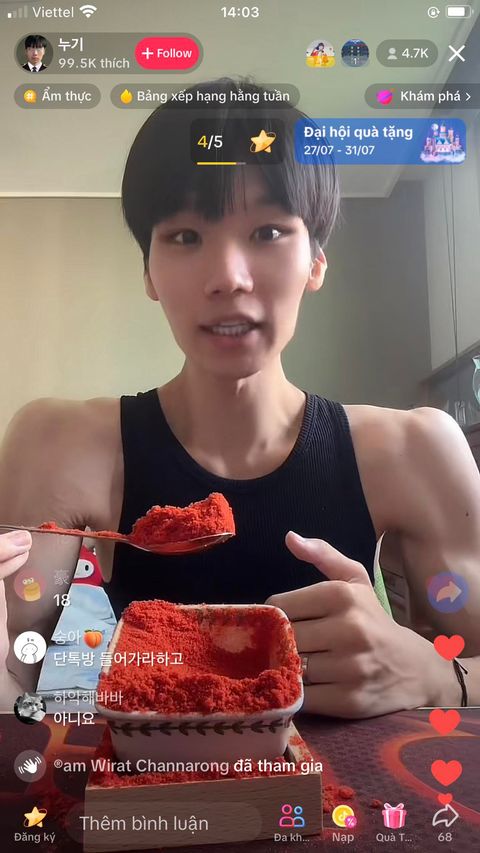 Viettel
14:03
누기
99.5K thích
+ Follow
4.7K
Ẩm thực
Bảng xếp hạng hằng tuần
Khám phá >
4/5
Đại hội quà tặng
27/07 - 31/07
豪
18
숭아 🍑
단톡방 들어가라하고
하악해바바
아니요
®am Wirat Channarong đã tham gia
Đăng ký
Thêm bình luận
Đa kh...
Nạp
Quà T...
68